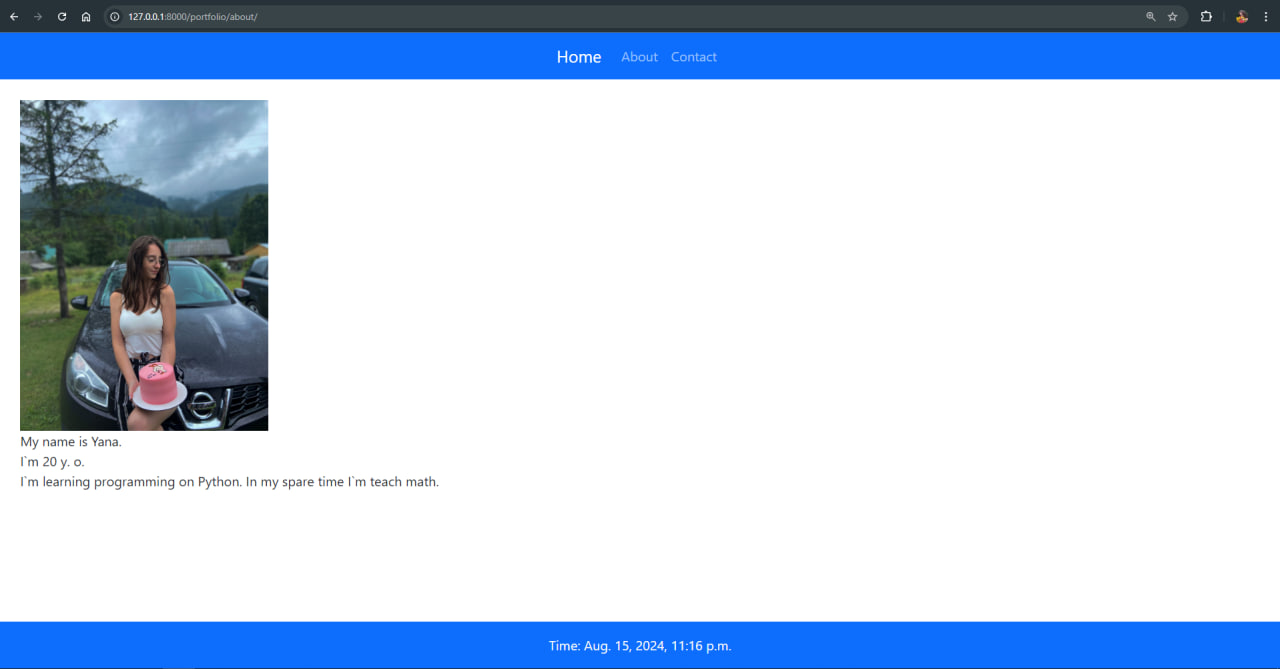 127.0.0.1:8000/portfolio/about/
Home About Contact
My name is Yana.
I`m 20 y. o.
I`m learning programming on Python. In my spare time I`m teach math.
Time: Aug. 15, 2024, 11:16 p.m.